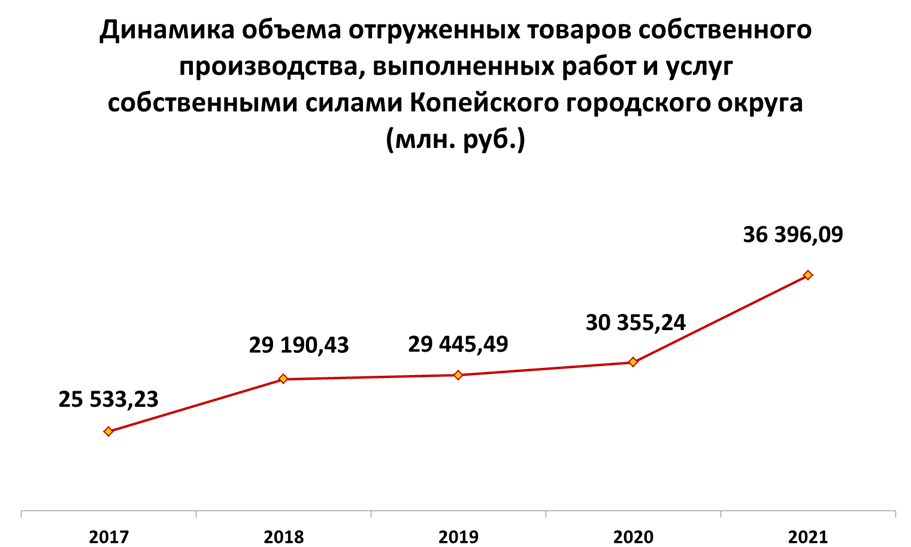 Динамика объема отгруженных товаров собственного
производства, выполненных работ и услуг
собственными силами Копейского городского округа
(млн. руб.)
36 396,09
30 355,24
29 190,43
29 445,49
25 533,23
2017
2018
2019
2020
2021